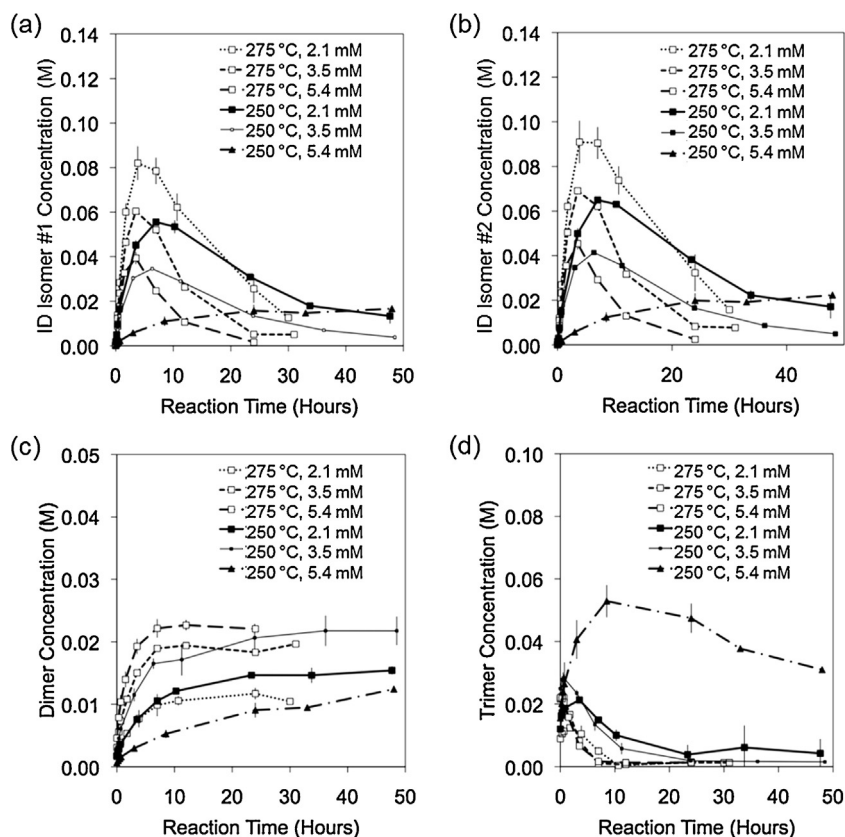 (a)
0.14
0.12
0.10
0.08
0.06
0.04
0.02
0.00
ID Isomer #1 Concentration (M)
275 °C, 2.1 mM
275 °C, 3.5 mM
275 °C, 5.4 mM
250 °C, 2.1 mM
250 °C, 3.5 mM
250 °C, 5.4 mM
0 10 20 30 40 50
Reaction Time (Hours)
(b)
0.14
0.12
0.10
0.08
0.06
0.04
0.02
0.00
ID Isomer #2 Concentration (M)
275 °C, 2.1 mM
275 °C, 3.5 mM
275 °C, 5.4 mM
250 °C, 2.1 mM
250 °C, 3.5 mM
250 °C, 5.4 mM
0 10 20 30 40 50
Reaction Time (Hours)
(c)
0.05
0.04
0.03
0.02
0.01
0.00
Dimer Concentration (M)
275 °C, 2.1 mM
275 °C, 3.5 mM
275 °C, 5.4 mM
250 °C, 2.1 mM
250 °C, 3.5 mM
250 °C, 5.4 mM
0 10 20 30 40 50
Reaction Time (Hours)
(d)
0.10
0.08
0.06
0.04
0.02
0.00
Trimer Concentration (M)
275 °C, 2.1 mM
275 °C, 3.5 mM
275 °C, 5.4 mM
250 °C, 2.1 mM
250 °C, 3.5 mM
250 °C, 5.4 mM
0 10 20 30 40 50
Reaction Time (Hours)